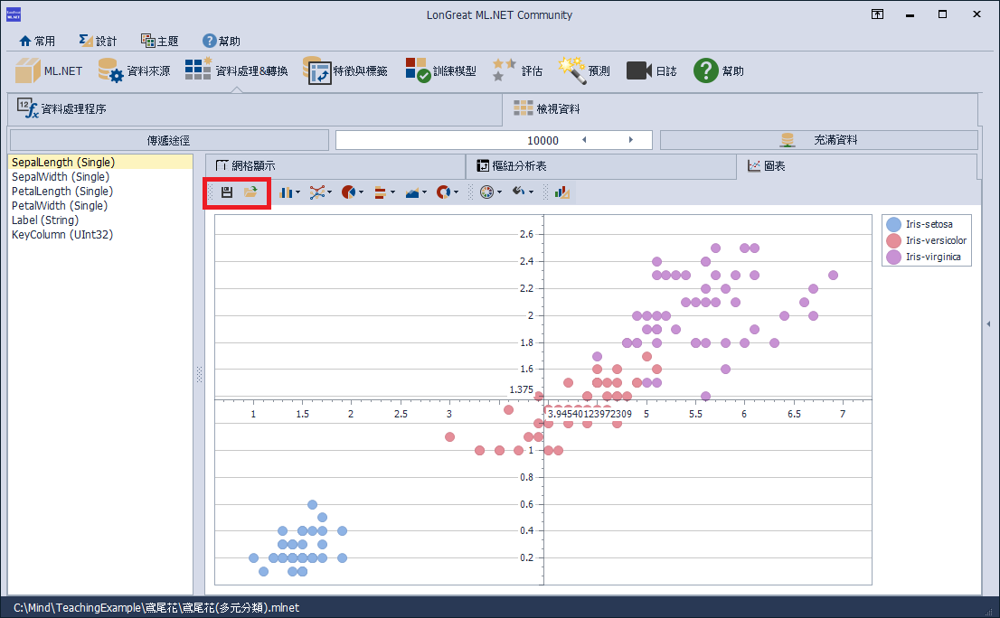 LonGreat ML.NET Community
常用 設計 主題 幫助
ML.NET 資料來源 資料處理&轉換 特徵與標籤 訓練模型 評估 預測 日誌 幫助
資料處理程序 檢視資料
傳遞途徑 10000 充滿資料
SepalLength (Single)
SepalWidth (Single)
PetalLength (Single)
PetalWidth (Single)
Label (String)
KeyColumn (UInt32)
網格顯示 樞紐分析表 圖表
2.6
2.4
2.2
2
1.8
1.6
1.375
1 1.5 2 2.5 3 3.94540123972309 5 5.5 6 6.5 7
1
0.8
0.6
0.4
0.2
Iris-setosa
Iris-versicolor
Iris-virginica
C:\Mind\TeachingExample\鳶尾花\鳶尾花(多元分類).mlnet